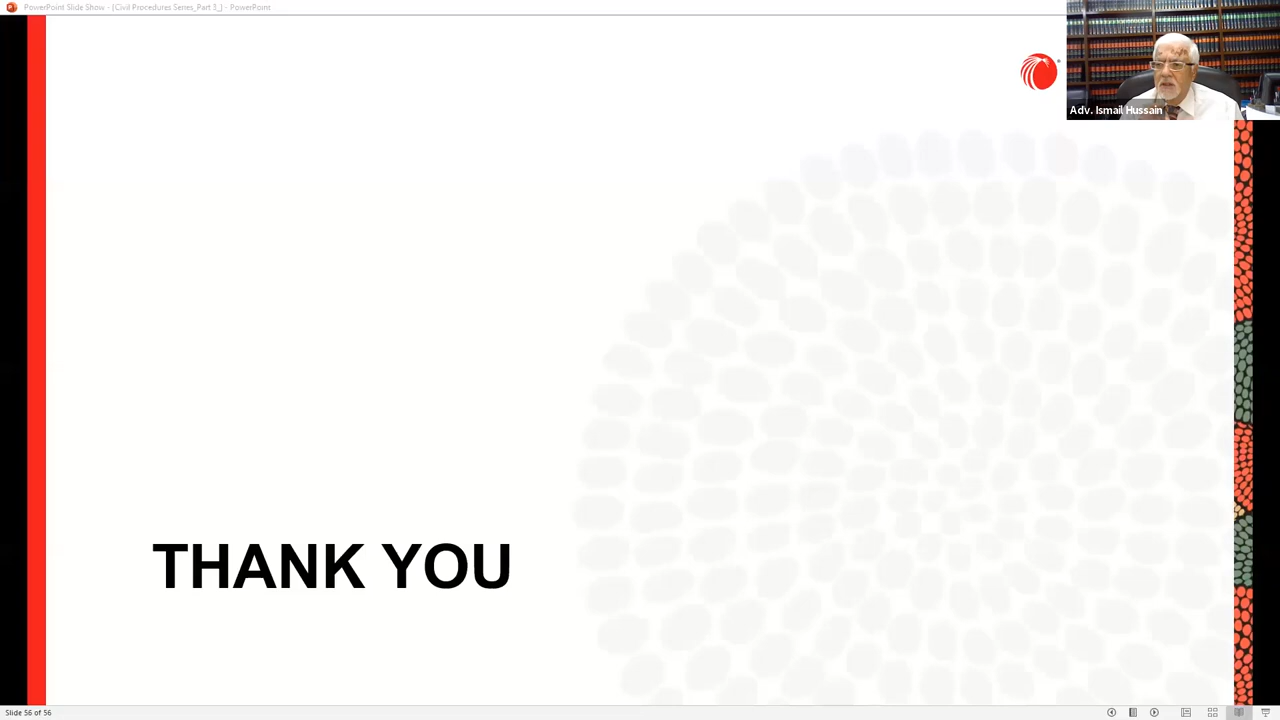 PowerPoint Slide Show - [Civil Procedures Series_Part 3_] - PowerPoint
Adv. Ismail Hussain
THANK YOU
Slide 56 of 56